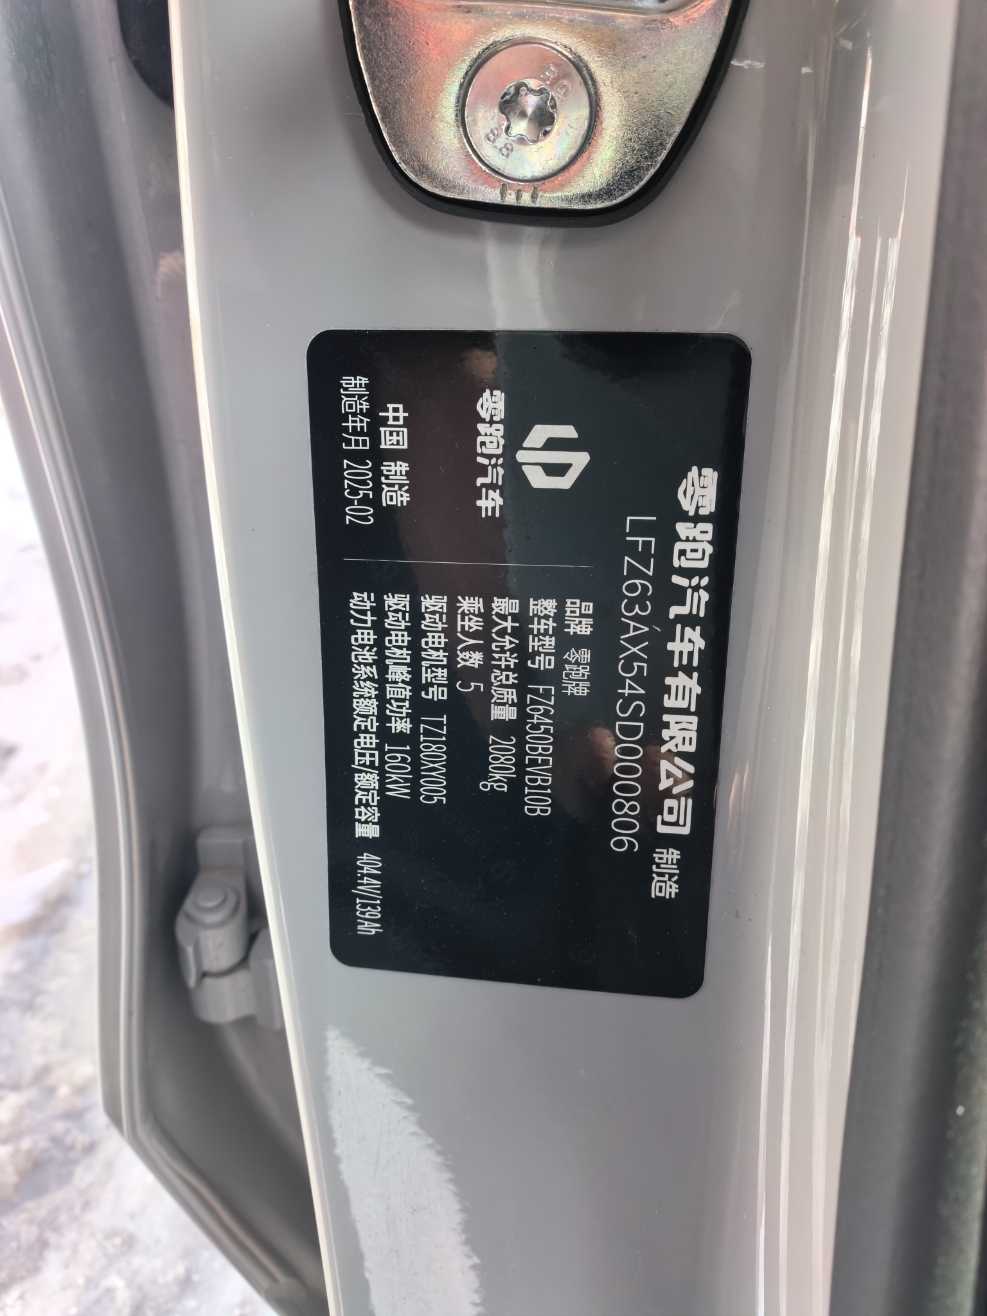 零跑汽车有限公司 制造
LFZ63AX54SD000806
零跑汽车
中国 制造
制造年月 2025-02
品牌 零跑牌
整车型号 FZ6450BEVB10B
最大允许总质量 2080kg
乘坐人数 5
驱动电机型号 TZ180XY005
驱动电机峰值功率 160kW
动力电池系统额定电压/额定容量 404.4V/139Ah
8.8